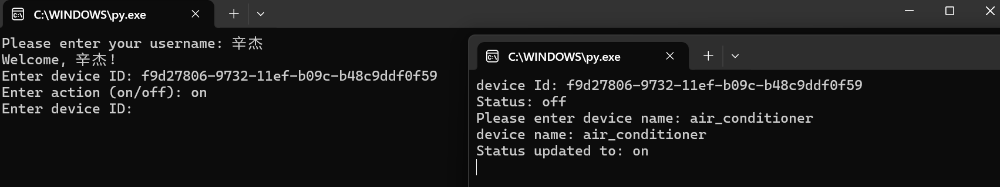 C:\WINDOWS\py.exe
Please enter your username: 辛杰
Welcome, 辛杰!
Enter device ID: f9d27806-9732-11ef-b09c-b48c9ddf0f59
Enter action (on/off): on
Enter device ID:
C:\WINDOWS\py.exe
device Id: f9d27806-9732-11ef-b09c-b48c9ddf0f59
Status: off
Please enter device name: air_conditioner
device name: air_conditioner
Status updated to: on